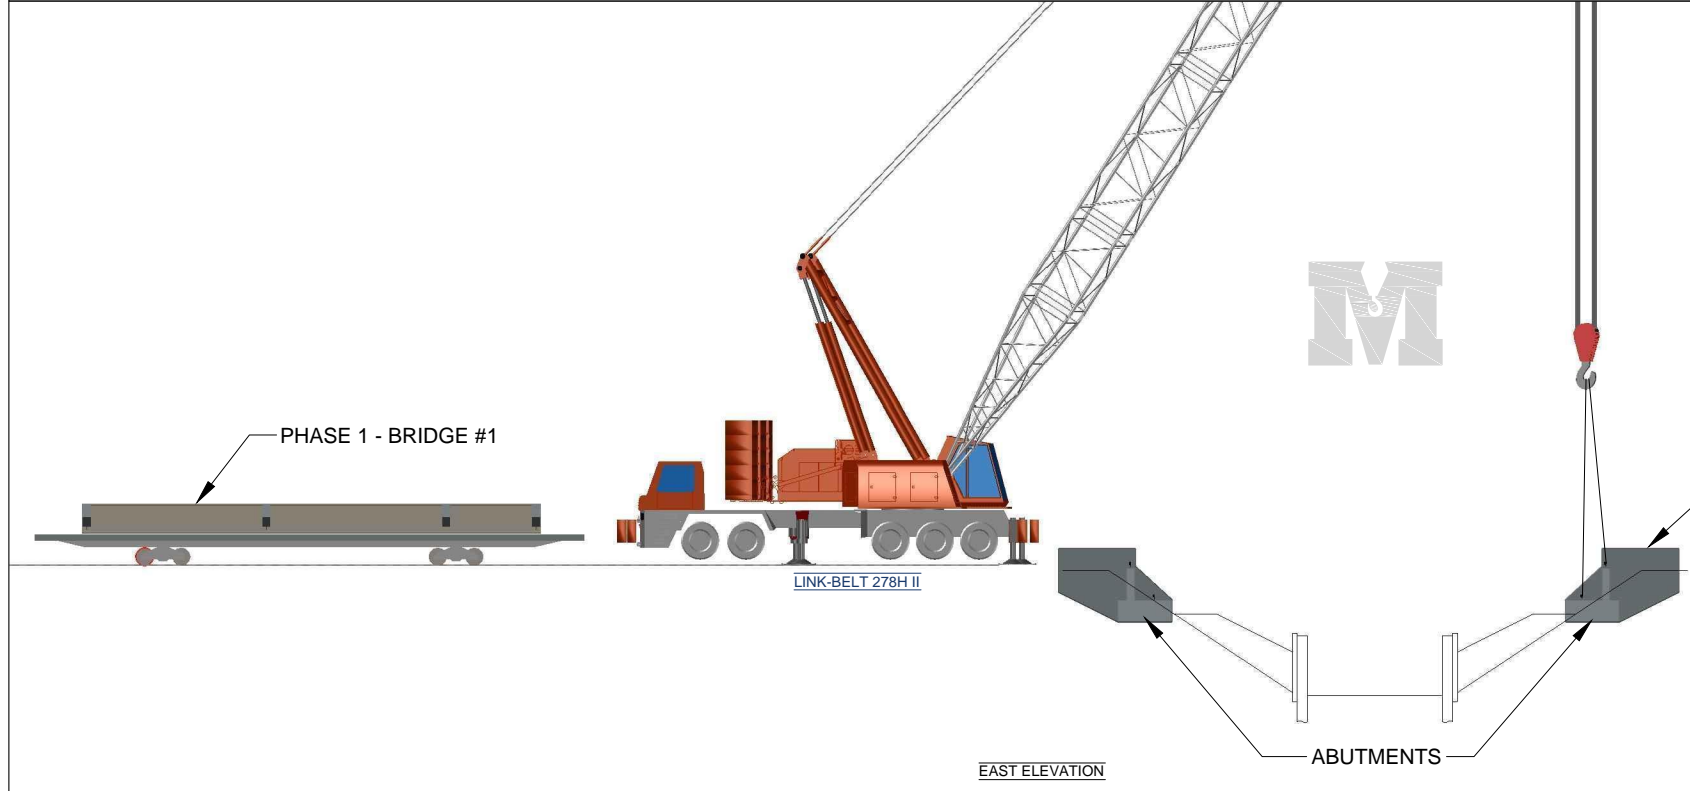 PHASE 1 - BRIDGE #1
LINK-BELT 278H II
M
ABUTMENTS
EAST ELEVATION